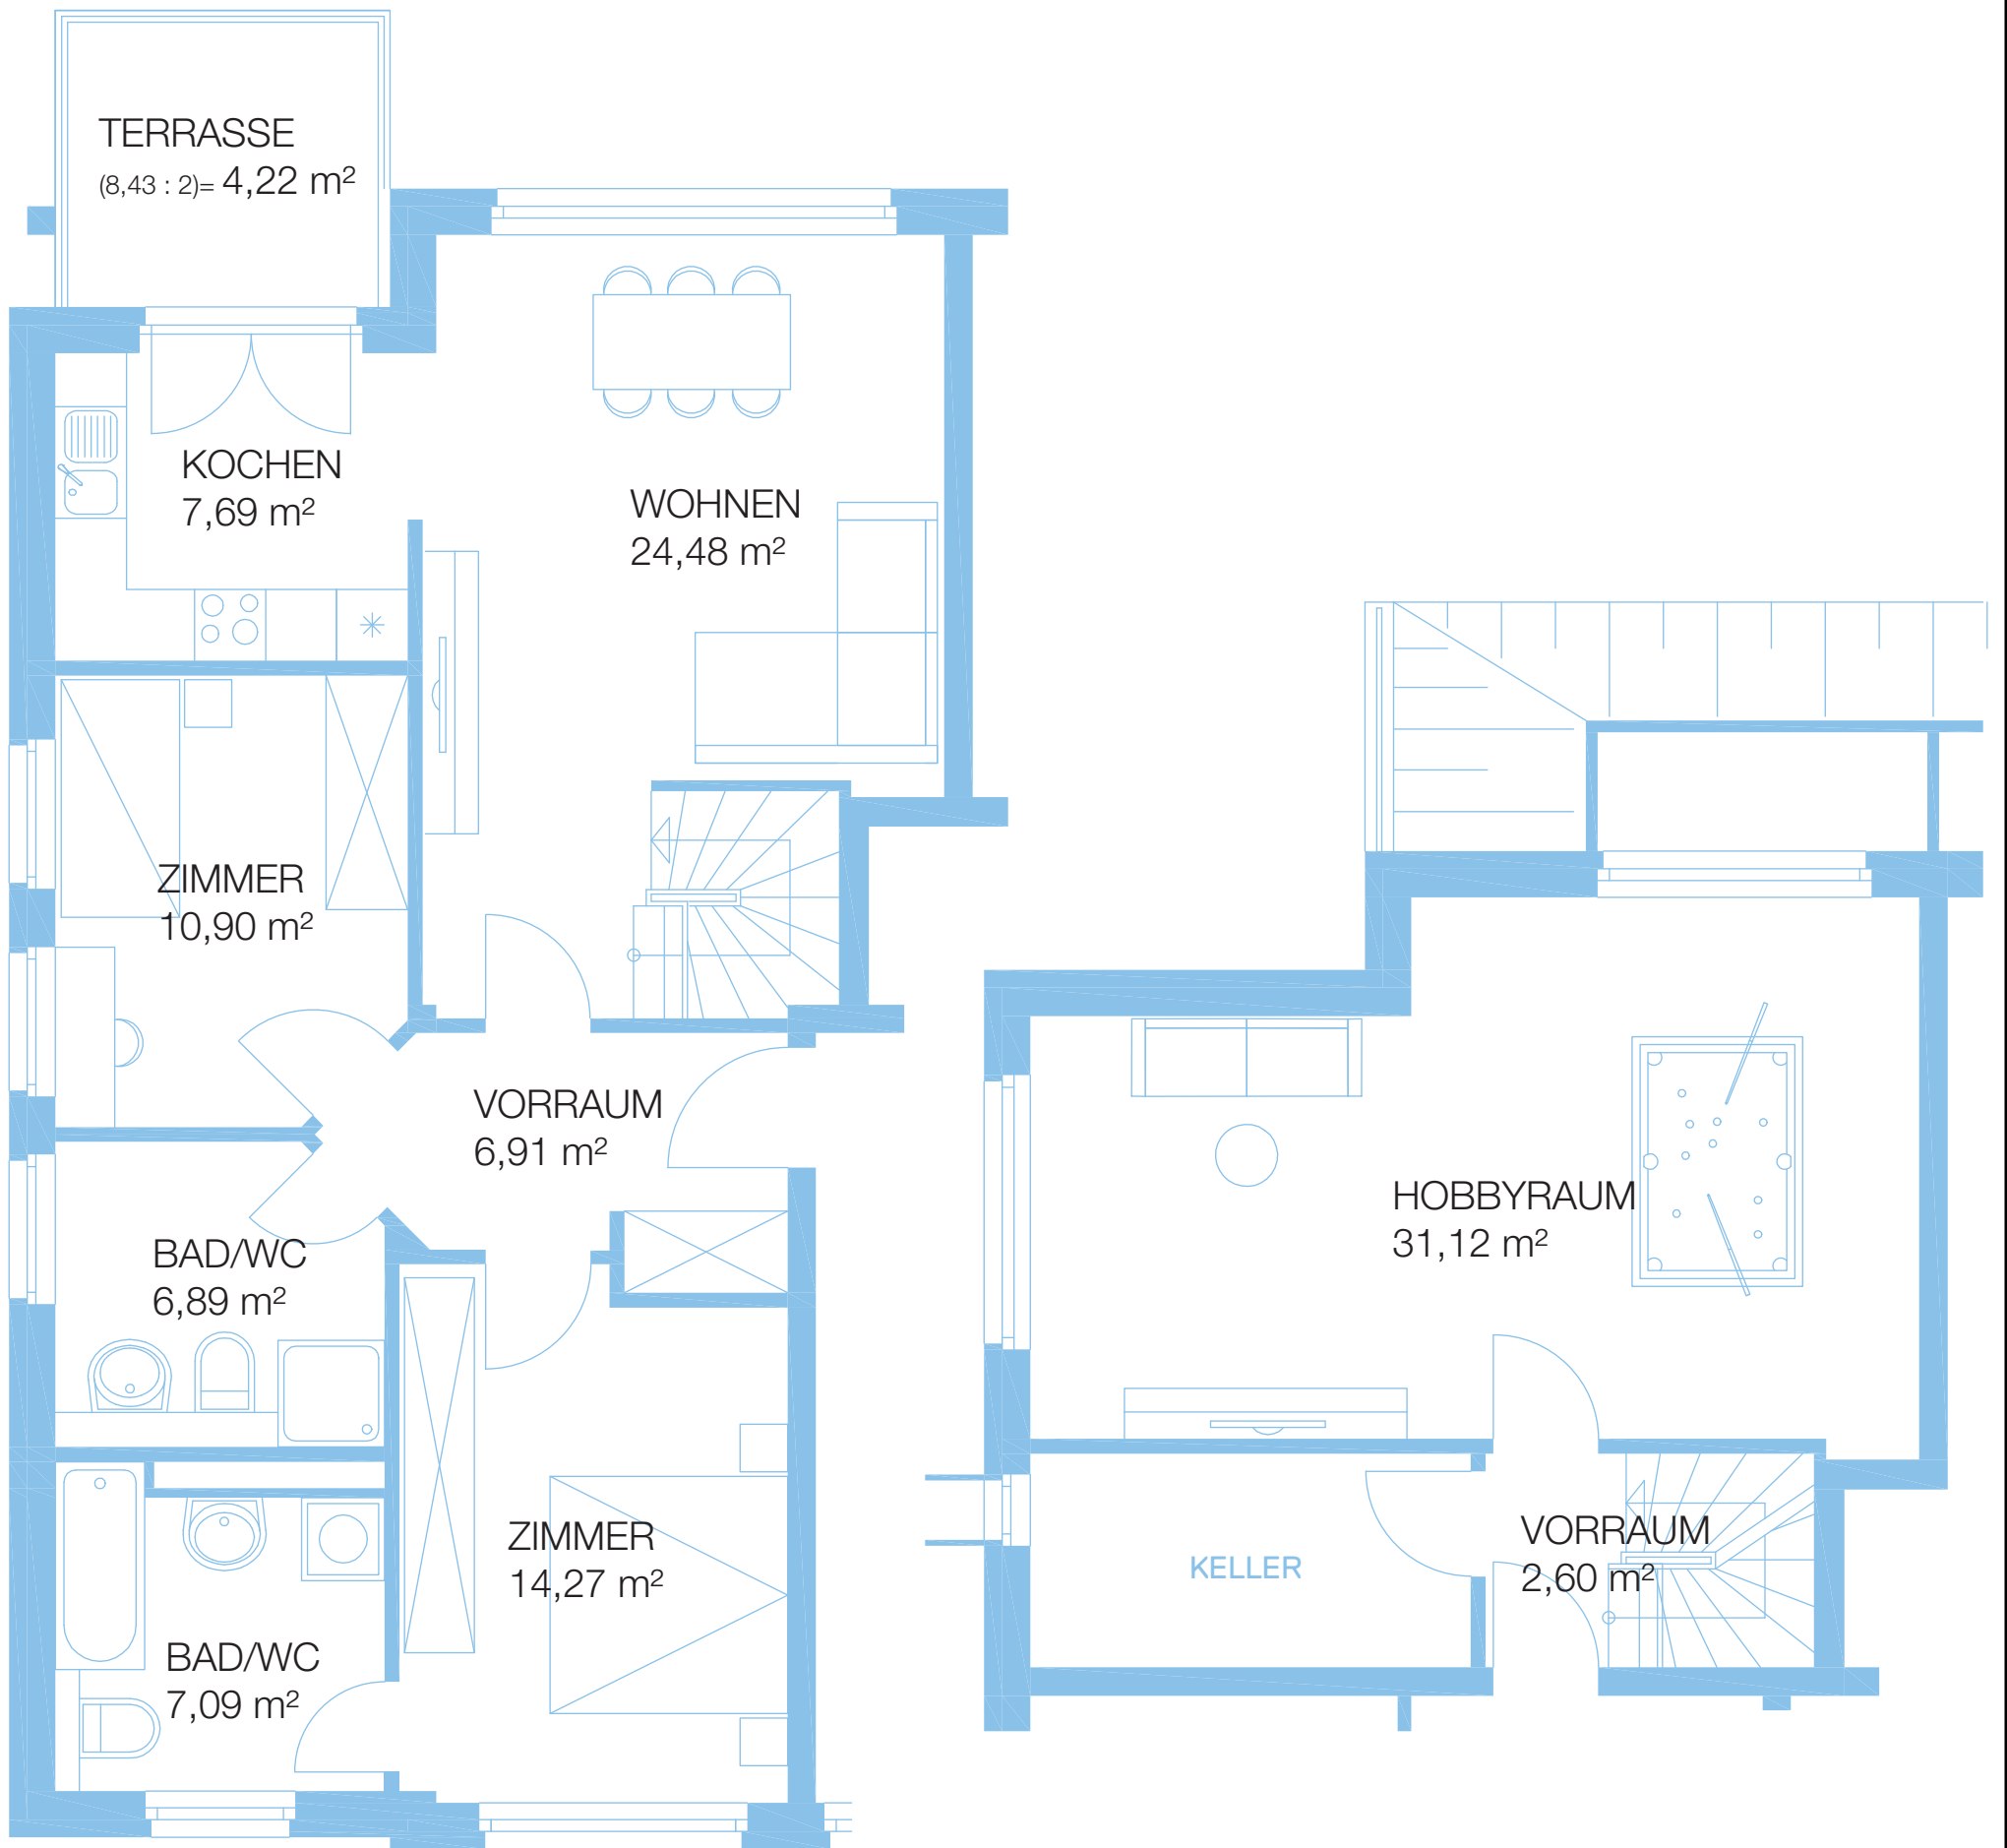 TERRASSE
(8,43 : 2)= 4,22 m²
KOCHEN
7,69 m²
WOHNEN
24,48 m²
ZIMMER
10,90 m²
VORRAUM
6,91 m²
BAD/WC
6,89 m²
HOBBYRAUM
31,12 m²
ZIMMER
14,27 m²
BAD/WC
7,09 m²
KELLER
VORRAUM
2,60 m²